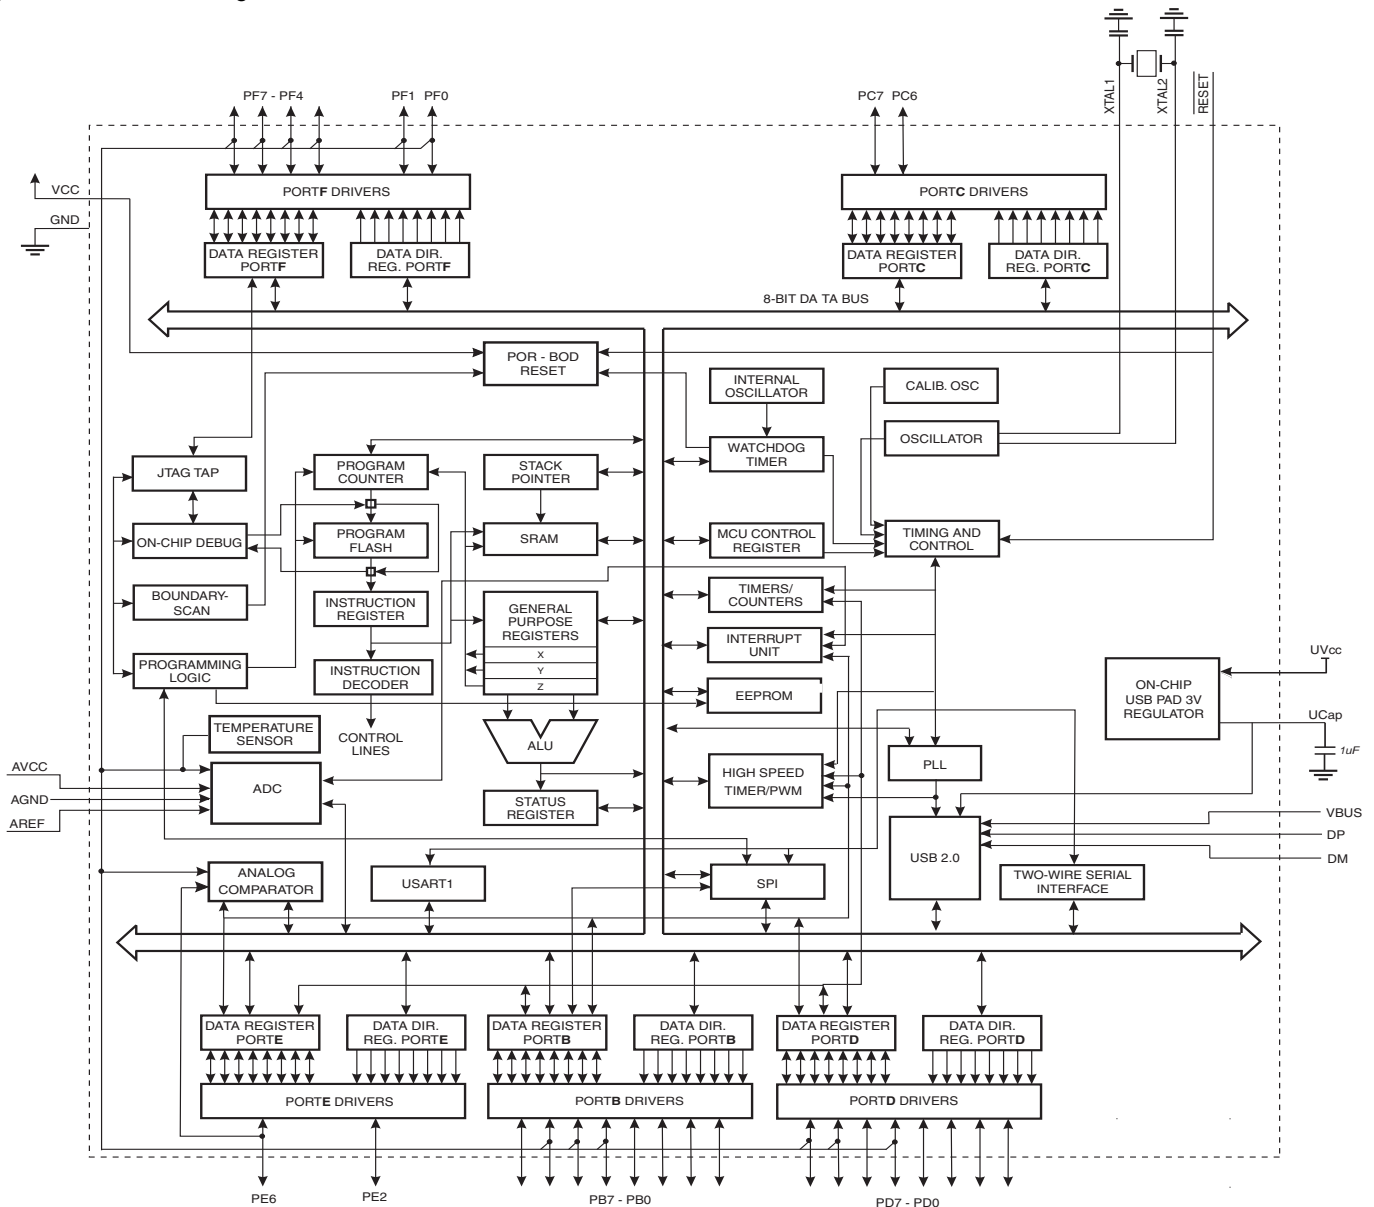 XTAL1
XTAL2
RESET
PF7 - PF4
PF1
PF0
PC7
PC6
VCC
GND
PORTF DRIVERS
PORTC DRIVERS
DATA REGISTER
PORTF
DATA DIR.
REG. PORTF
DATA REGISTER
PORTC
DATA DIR.
REG. PORTC
8-BIT DA TA BUS
POR - BOD
RESET
INTERNAL
OSCILLATOR
CALIB. OSC
OSCILLATOR
WATCHDOG
TIMER
JTAG TAP
PROGRAM
COUNTER
STACK
POINTER
ON-CHIP DEBUG
PROGRAM
FLASH
SRAM
MCU CONTROL
REGISTER
TIMING AND
CONTROL
BOUNDARY-
SCAN
INSTRUCTION
REGISTER
GENERAL
PURPOSE
REGISTERS
X
Y
Z
TIMERS/
COUNTERS
INTERRUPT
UNIT
PROGRAMMING
LOGIC
INSTRUCTION
DECODER
EEPROM
ON-CHIP
USB PAD 3V
REGULATOR
UVcc
UCap
1uF
TEMPERATURE
SENSOR
CONTROL
LINES
ALU
PLL
AVCC
AGND
AREF
ADC
STATUS
REGISTER
HIGH SPEED
TIMER/PWM
VBUS
DP
DM
ANALOG
COMPARATOR
USART1
SPI
USB 2.0
TWO-WIRE SERIAL
INTERFACE
DATA REGISTER
PORTE
DATA DIR.
REG. PORTE
DATA REGISTER
PORTB
DATA DIR.
REG. PORTB
DATA REGISTER
PORTD
DATA DIR.
REG. PORTD
PORTE DRIVERS
PORTB DRIVERS
PORTD DRIVERS
PE6
PE2
PB7 - PB0
PD7 - PD0